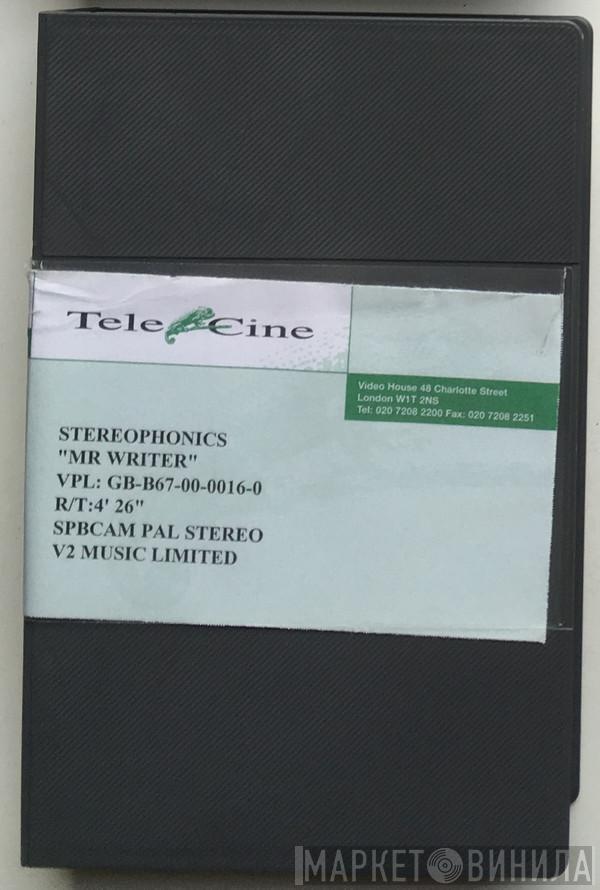 Tele Cine
Video House 48 Charlotte Street
London W1T 2NS
Tel: 020 7208 2200 Fax: 020 7208 2251
STEREOPHONICS
"MR WRITER"
VPL: GB-B67-00-0016-0
R/T:4' 26"
SPBCAM PAL STEREO
V2 MUSIC LIMITED
МАРКЕТ ВИНИЛА